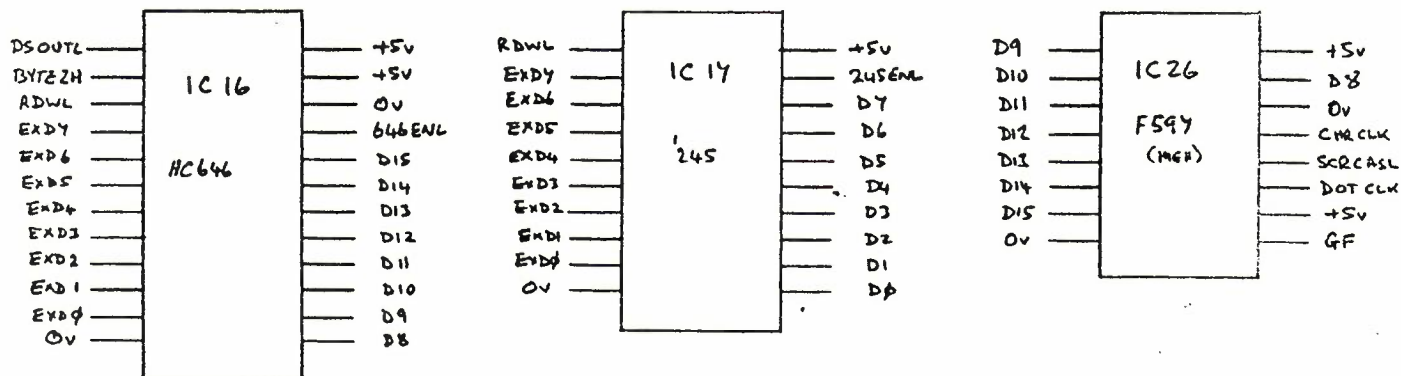 DSOUTL
BYTE2H
RDWL
EXD7
EXD6
EXD5
EXD4
EXD3
EXD2
EXD1
EXDØ
0v
IC 16
HC646
+5v
+5v
0v
646ENL
D15
D14
D13
D12
D11
D10
D9
D8
RDWL
EXD7
EXD6
EXD5
EXD4
EXD3
EXD2
EXD1
EXDØ
0v
IC 17
'245
+5v
245ENL
D7
D6
D5
D4
D3
D2
D1
DØ
D9
D10
D11
D12
D13
D14
D15
0v
IC 26
F597
+5v
D8
0v
CHRCLK
SCRCASL
DOT CLK
+5v
GF